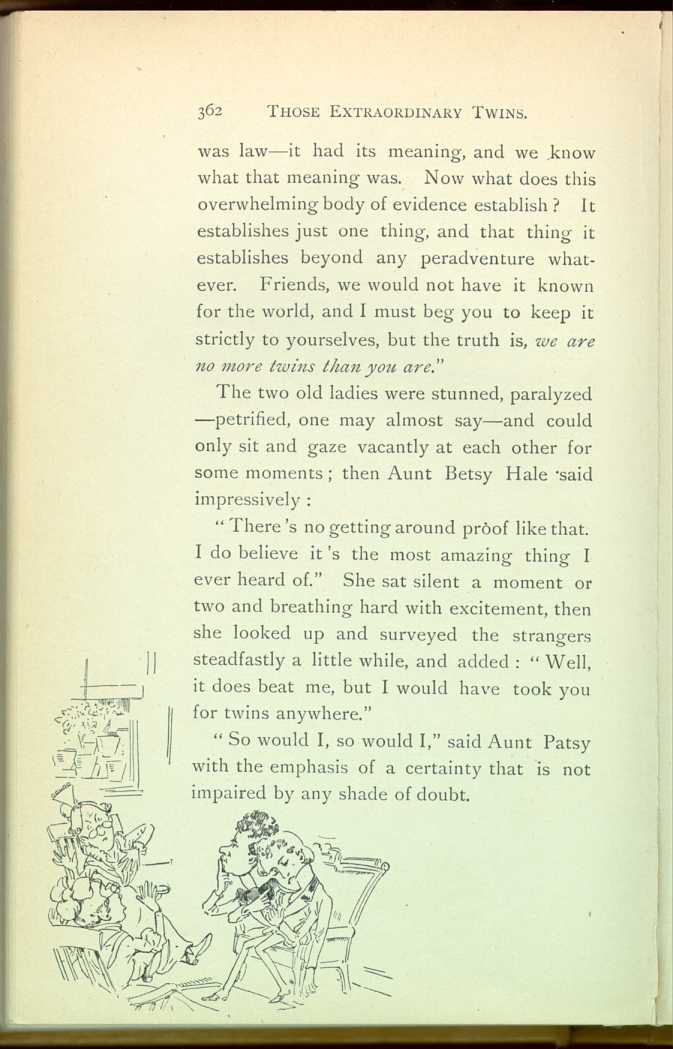 362 THOSE EXTRAORDINARY TWINS.
was law—it had its meaning, and we know
what that meaning was. Now what does this
overwhelming body of evidence establish? It
establishes just one thing, and that thing it
establishes beyond any peradventure what-
ever. Friends, we would not have it known
for the world, and I must beg you to keep it
strictly to yourselves, but the truth is, we are
no more twins than you are."
The two old ladies were stunned, paralyzed
—petrified, one may almost say—and could
only sit and gaze vacantly at each other for
some moments; then Aunt Betsy Hale said
impressively:
"There's no getting around proof like that.
I do believe it's the most amazing thing I
ever heard of." She sat silent a moment or
two and breathing hard with excitement, then
she looked up and surveyed the strangers
steadfastly a little while, and added: "Well,
it does beat me, but I would have took you
for twins anywhere."
"So would I, so would I," said Aunt Patsy
with the emphasis of a certainty that is not
impaired by any shade of doubt.